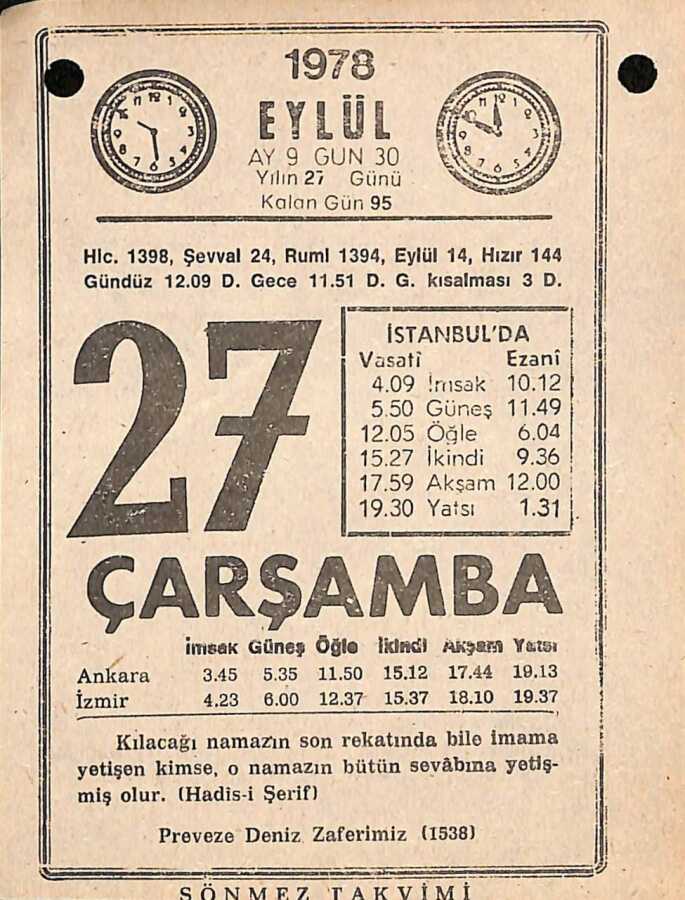 1978
EYLÜL
AY 9 GUN 30
Yılın 27 Günü
Kalan Gün 95
Hlc. 1398, Şevval 24, Ruml 1394, Eylül 14, Hızır 144
Gündüz 12.09 D. Gece 11.51 D. G. kısalması 3 D.
27
İSTANBUL'DA
Vasatî Ezanî
4.09 İmsak 10.12
5.50 Güneş 11.49
12.05 Öğle 6.04
15.27 İkindi 9.36
17.59 Akşam 12.00
19.30 Yatsı 1.31
ÇARŞAMBA
İmsak Güneş Öğle İkindi Akşam Yatsı
Ankara 3.45 5.35 11.50 15.12 17.44 19.13
İzmir 4.23 6.00 12.37 15.37 18.10 19.37
Kılacağı namazın son rekatında bile imama
yetişen kimse, o namazın bütün sevâbına yetiş-
miş olur. (Hadîs-i Şerif)
Preveze Deniz Zaferimiz (1538)
SÖNMEZ TAKVİMİ